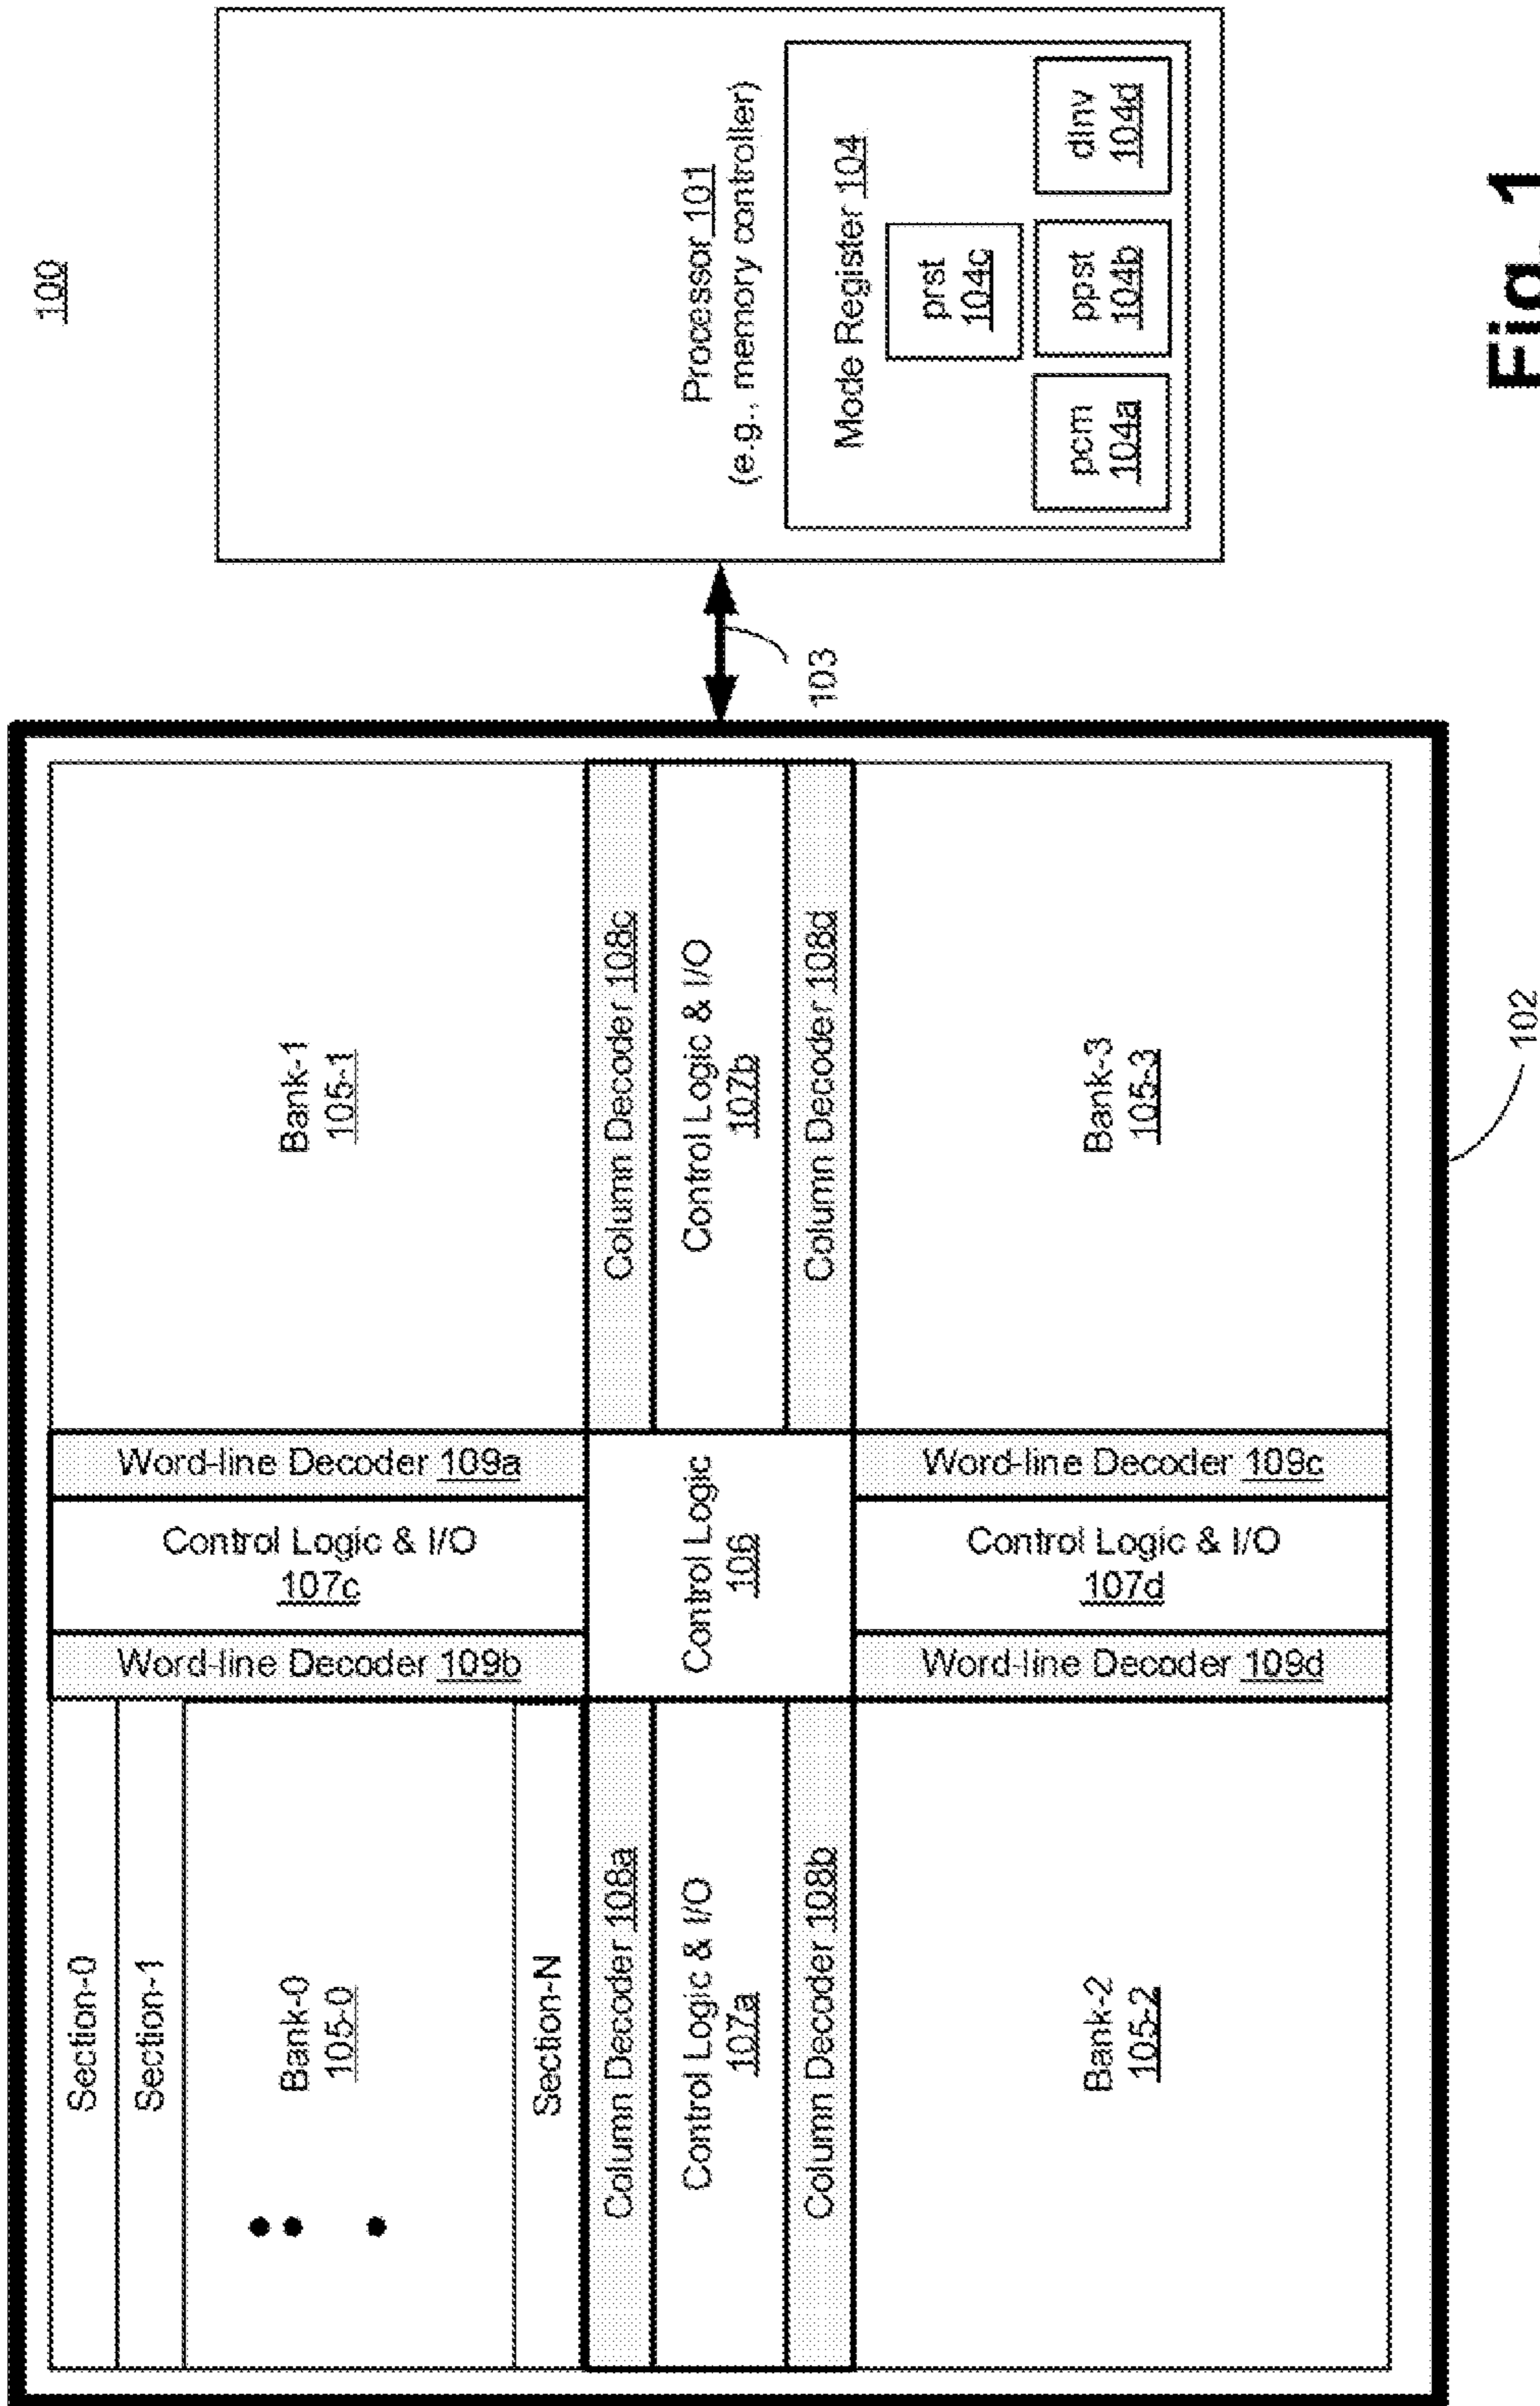 100
Section-0
Section-1
Bank-0
105-0
Section-N
Word-line Decoder 109b
Control Logic & I/O
107c
Word-line Decoder 109a
Bank-1
105-1
Column Decoder 108a
Control Logic & I/O
107a
Column Decoder 108b
Control Logic
106
Column Decoder 108c
Control Logic & I/O
107b
Column Decoder 108d
Bank-2
105-2
Word-line Decoder 109d
Control Logic & I/O
107d
Word-line Decoder 109c
Bank-3
105-3
102
103
Processor 101
(e.g., memory controller)
Mode Register 104
prst
104c
pcm
104a
ppst
104b
dinv
104d
Fig. 1